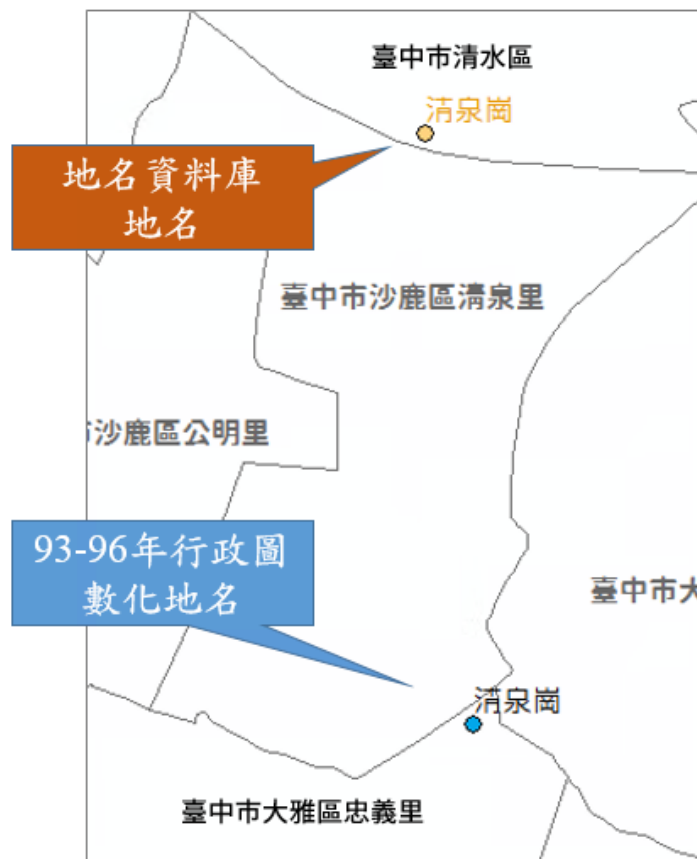 臺中市清水區
清泉崗
地名資料庫
地名
臺中市沙鹿區清泉里
沙鹿區公明里
93-96年行政圖
數化地名
臺中市大
清泉崗
臺中市大雅區忠義里